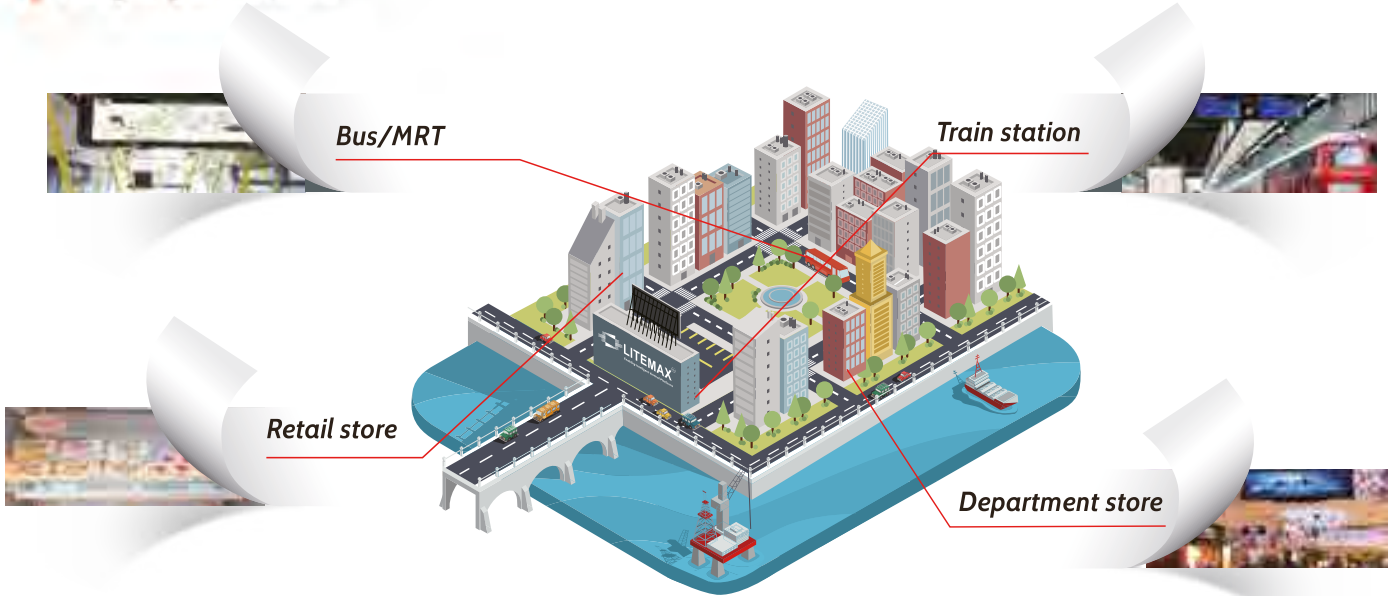 Bus/MRT
Train station
LITEMAX
Retail store
Department store